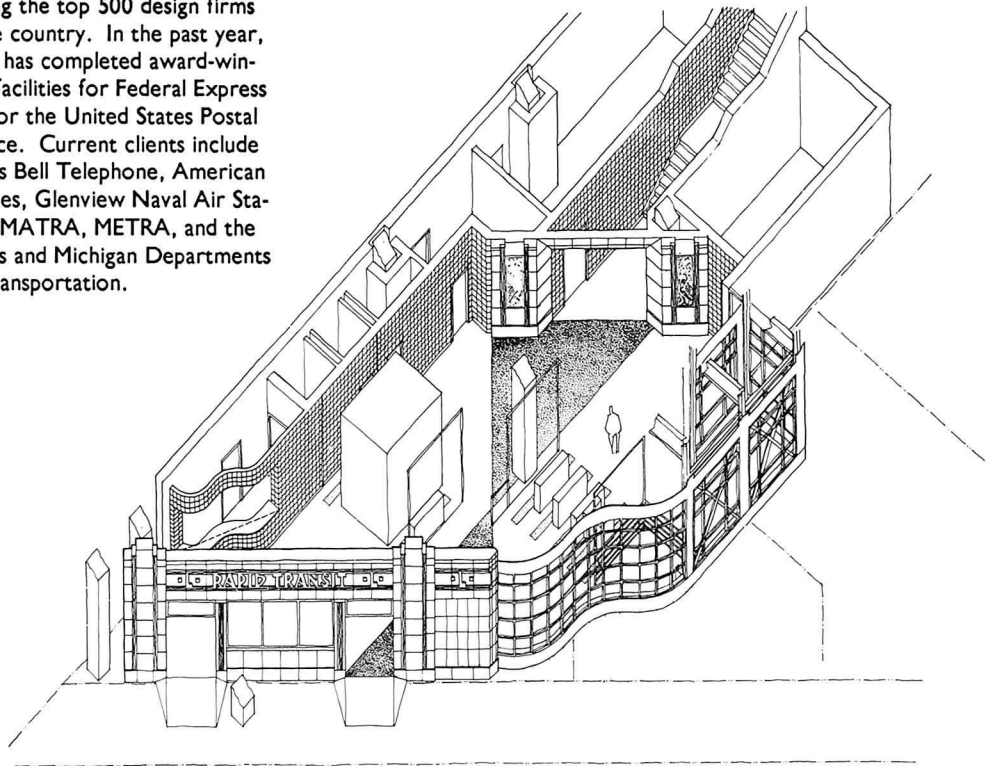 g the top 500 design firms
e country. In the past year,
has completed award-win-
acilities for Federal Express
or the United States Postal
ce. Current clients include
s Bell Telephone, American
es, Glenview Naval Air Sta-
MATRA, METRA, and the
s and Michigan Departments
ansportation.
RAPID TRANSIT